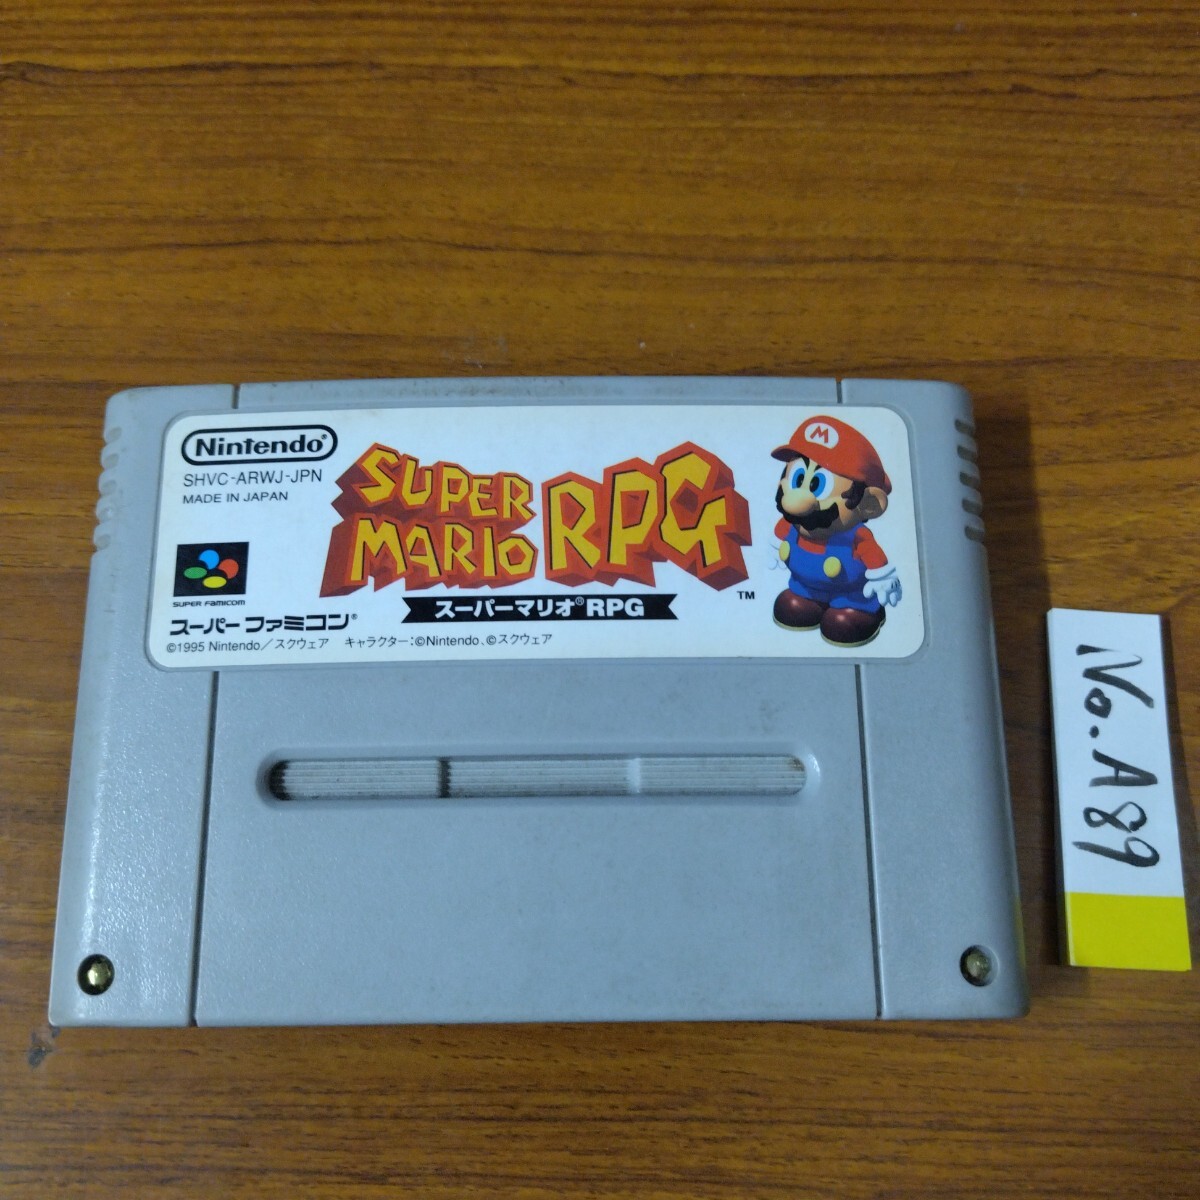 Nintendo®
SHVC-ARWJ-JPN
MADE IN JAPAN
SUPER FAMICOM
スーパーファミコン®
©1995 Nintendo／スクウェア キャラクター：©Nintendo、©スクウェア
SUPER
MARIO RPG
™
スーパーマリオ®RPG
M
No. A89